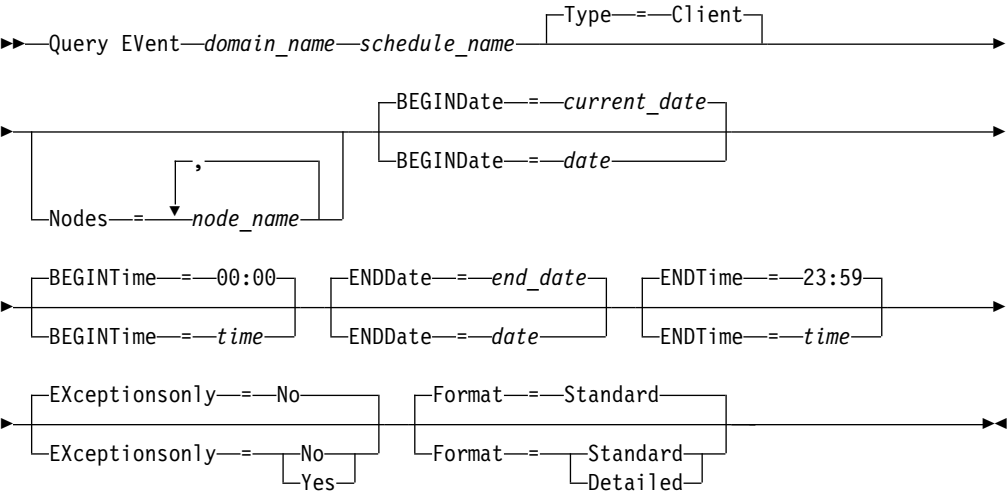 Type = Client
Query EVent domain_name schedule_name
BEGINDate = current_date
BEGINDate = date
,
Nodes = node_name
BEGINTime = 00:00 ENDDate = end_date ENDTime = 23:59
BEGINTime = time ENDDate = date ENDTime = time
EXceptionsonly = No Format = Standard
EXceptionsonly = No Format = Standard
Yes Detailed